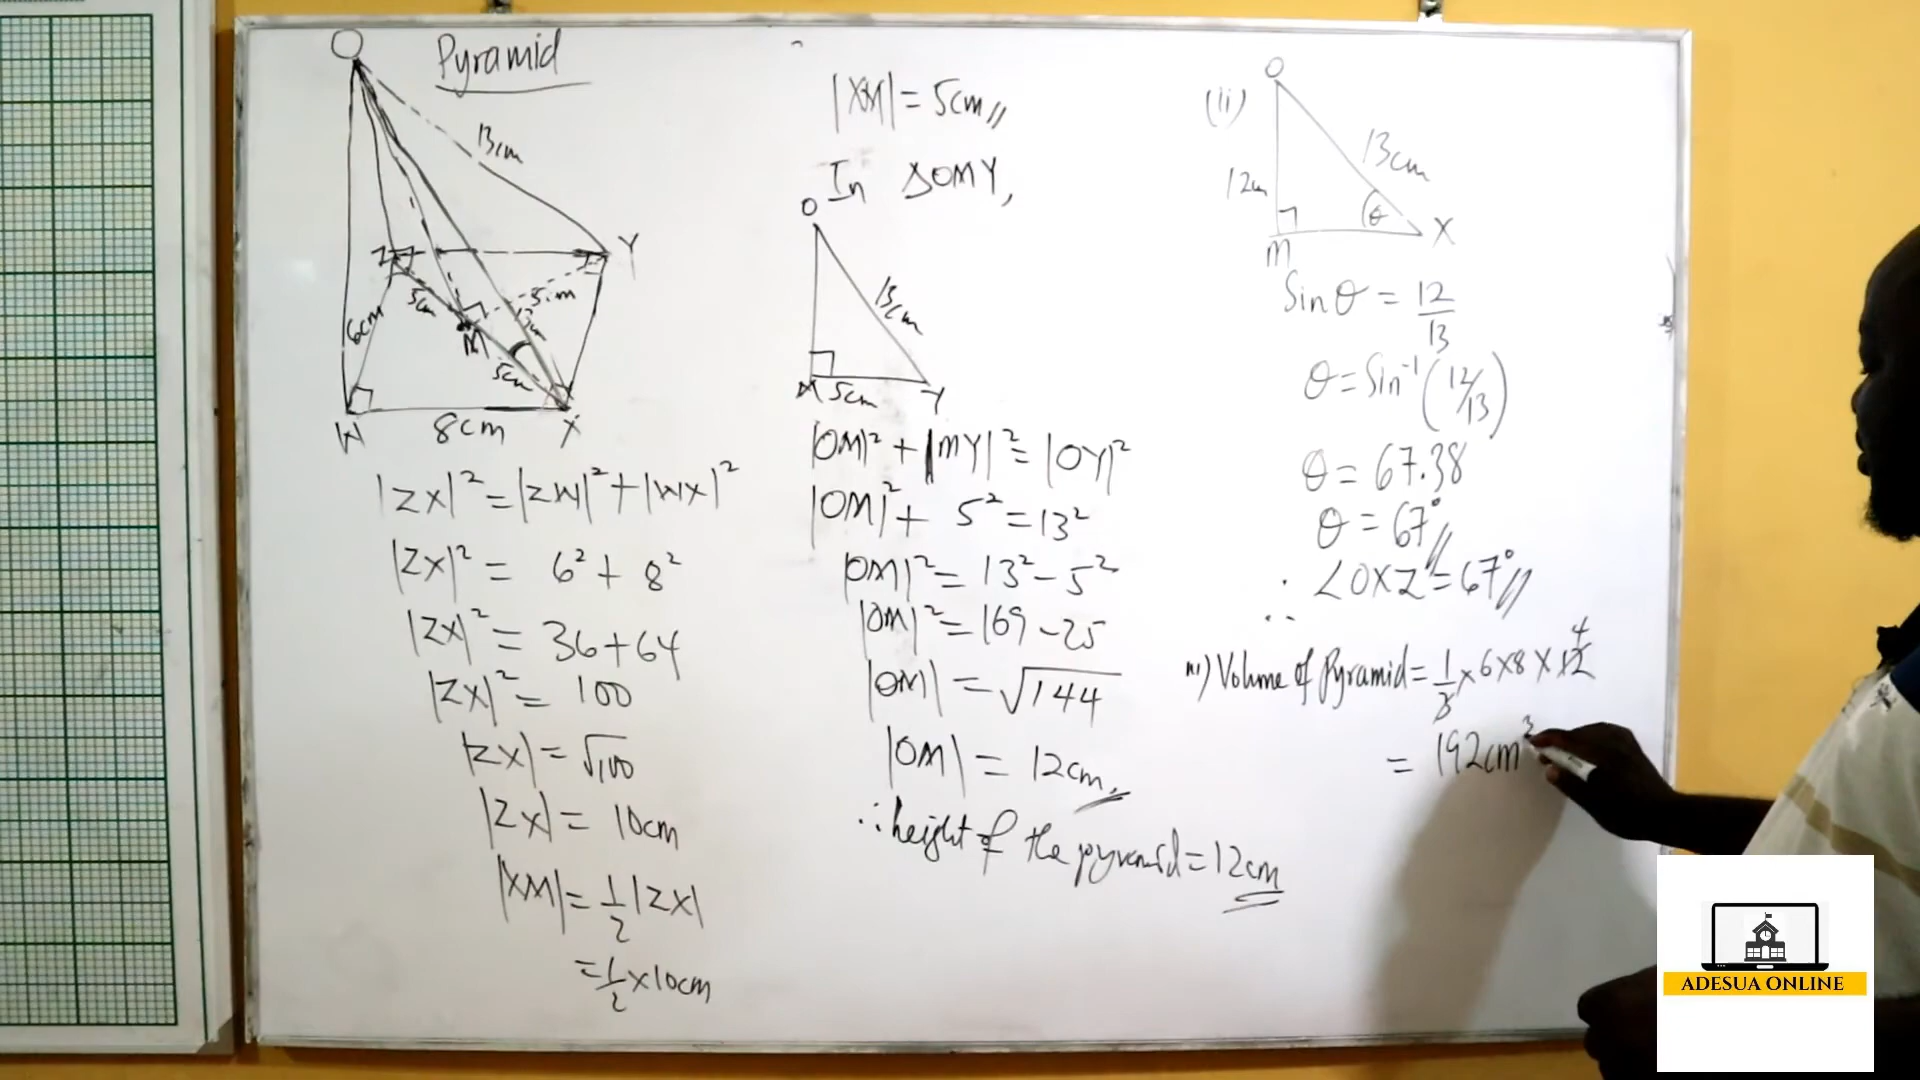 Pyramid
O
13cm
Z
Y
5cm
5cm
6cm
M
13cm
5cm
W
8cm
X
|ZX|² = |ZW|² + |WX|²
|ZX|² = 6² + 8²
|ZX|² = 36 + 64
|ZX|² = 100
|ZX| = √100
|ZX| = 10cm
|XM| = 1/2 |ZX|
= 1/2 × 10cm
|XM| = 5cm //
In ΔOMY,
O
13cm
M 5cm Y
|OM|² + |MY|² = |OY|²
|OM|² + 5² = 13²
|OM|² = 13² - 5²
|OM|² = 169 - 25
|OM| = √144
|OM| = 12cm
∴ height of the pyramid = 12cm
(ii)
O
13cm
12cm
θ
M
X
Sin θ = 12/13
θ = Sin⁻¹ (12/13)
θ = 67.38
θ = 67° //
∴ ∠OXZ = 67° //
iii) Volume of Pyramid = 1/3 × 6 × 8 × 12 4
= 192cm³
ADESUA ONLINE